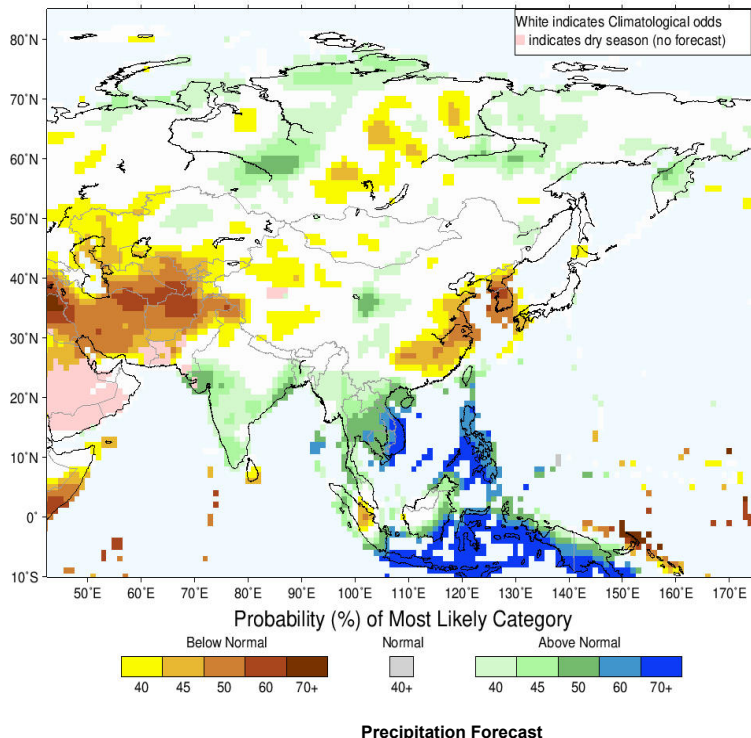 White indicates Climatological odds
indicates dry season (no forecast)
80˚N
70˚N
60˚N
50˚N
40˚N
30˚N
20˚N
10˚N
0˚
10˚S
50˚E 60˚E 70˚E 80˚E 90˚E 100˚E 110˚E 120˚E 130˚E 140˚E 150˚E 160˚E 170˚E
Probability (%) of Most Likely Category
Below Normal Normal Above Normal
40 45 50 60 70+ 40+ 40 45 50 60 70+
Precipitation Forecast